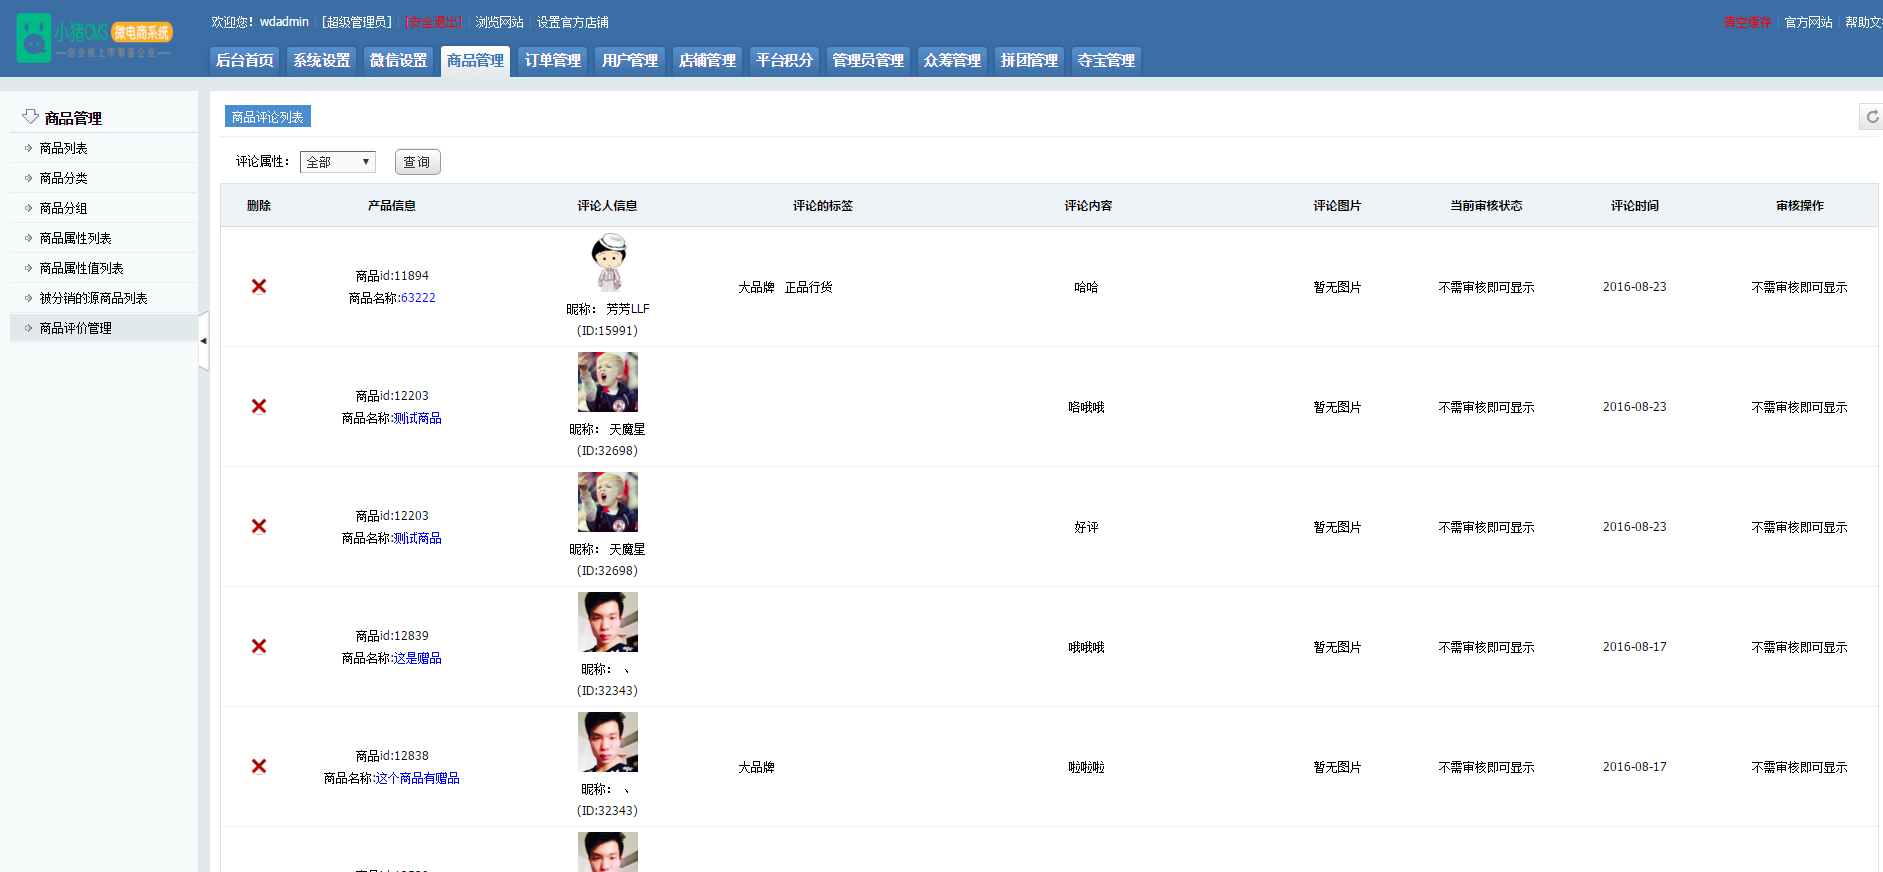 小猪CMS 微电商系统
—创业板上市筹备企业—
欢迎您！wdadmin | [超级管理员] | [安全退出] | 浏览网站 | 设置官方店铺
清空缓存 | 官方网站 | 帮助文
后台首页 系统设置 微信设置 商品管理 订单管理 用户管理 店铺管理 平台积分 管理员管理 众筹管理 拼团管理 夺宝管理
商品管理
商品列表
商品分类
商品分组
商品属性列表
商品属性值列表
被分销的源商品列表
商品评价管理
商品评论列表
评论属性： 全部 查询
删除 产品信息 评论人信息 评论的标签 评论内容 评论图片 当前审核状态 评论时间 审核操作
商品id:11894
商品名称:63222
昵称： 芳芳LLF
(ID:15991)
大品牌 正品行货
哈哈
暂无图片
不需审核即可显示
2016-08-23
不需审核即可显示
商品id:12203
商品名称:测试商品
昵称： 天魔星
(ID:32698)
咯哦哦
暂无图片
不需审核即可显示
2016-08-23
不需审核即可显示
商品id:12203
商品名称:测试商品
昵称： 天魔星
(ID:32698)
好评
暂无图片
不需审核即可显示
2016-08-23
不需审核即可显示
商品id:12839
商品名称:这是赠品
昵称： 、
(ID:32343)
哦哦哦
暂无图片
不需审核即可显示
2016-08-17
不需审核即可显示
商品id:12838
商品名称:这个商品有赠品
昵称： 、
(ID:32343)
大品牌
啦啦啦
暂无图片
不需审核即可显示
2016-08-17
不需审核即可显示